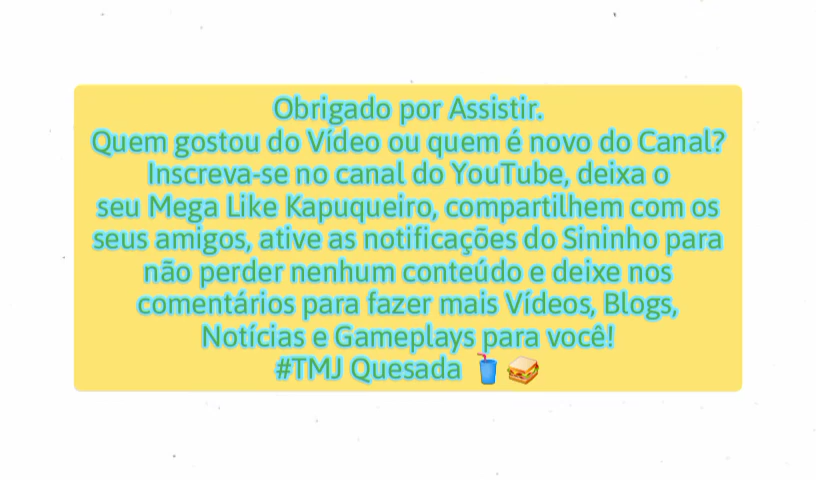 Obrigado por Assistir.
Quem gostou do Vídeo ou quem é novo do Canal?
Inscreva-se no canal do YouTube, deixa o
seu Mega Like Kapuqueiro, compartilhem com os
seus amigos, ative as notificações do Sininho para
não perder nenhum conteúdo e deixe nos
comentários para fazer mais Vídeos, Blogs,
Notícias e Gameplays para você!
#TMJ Quesada 🥤🥪